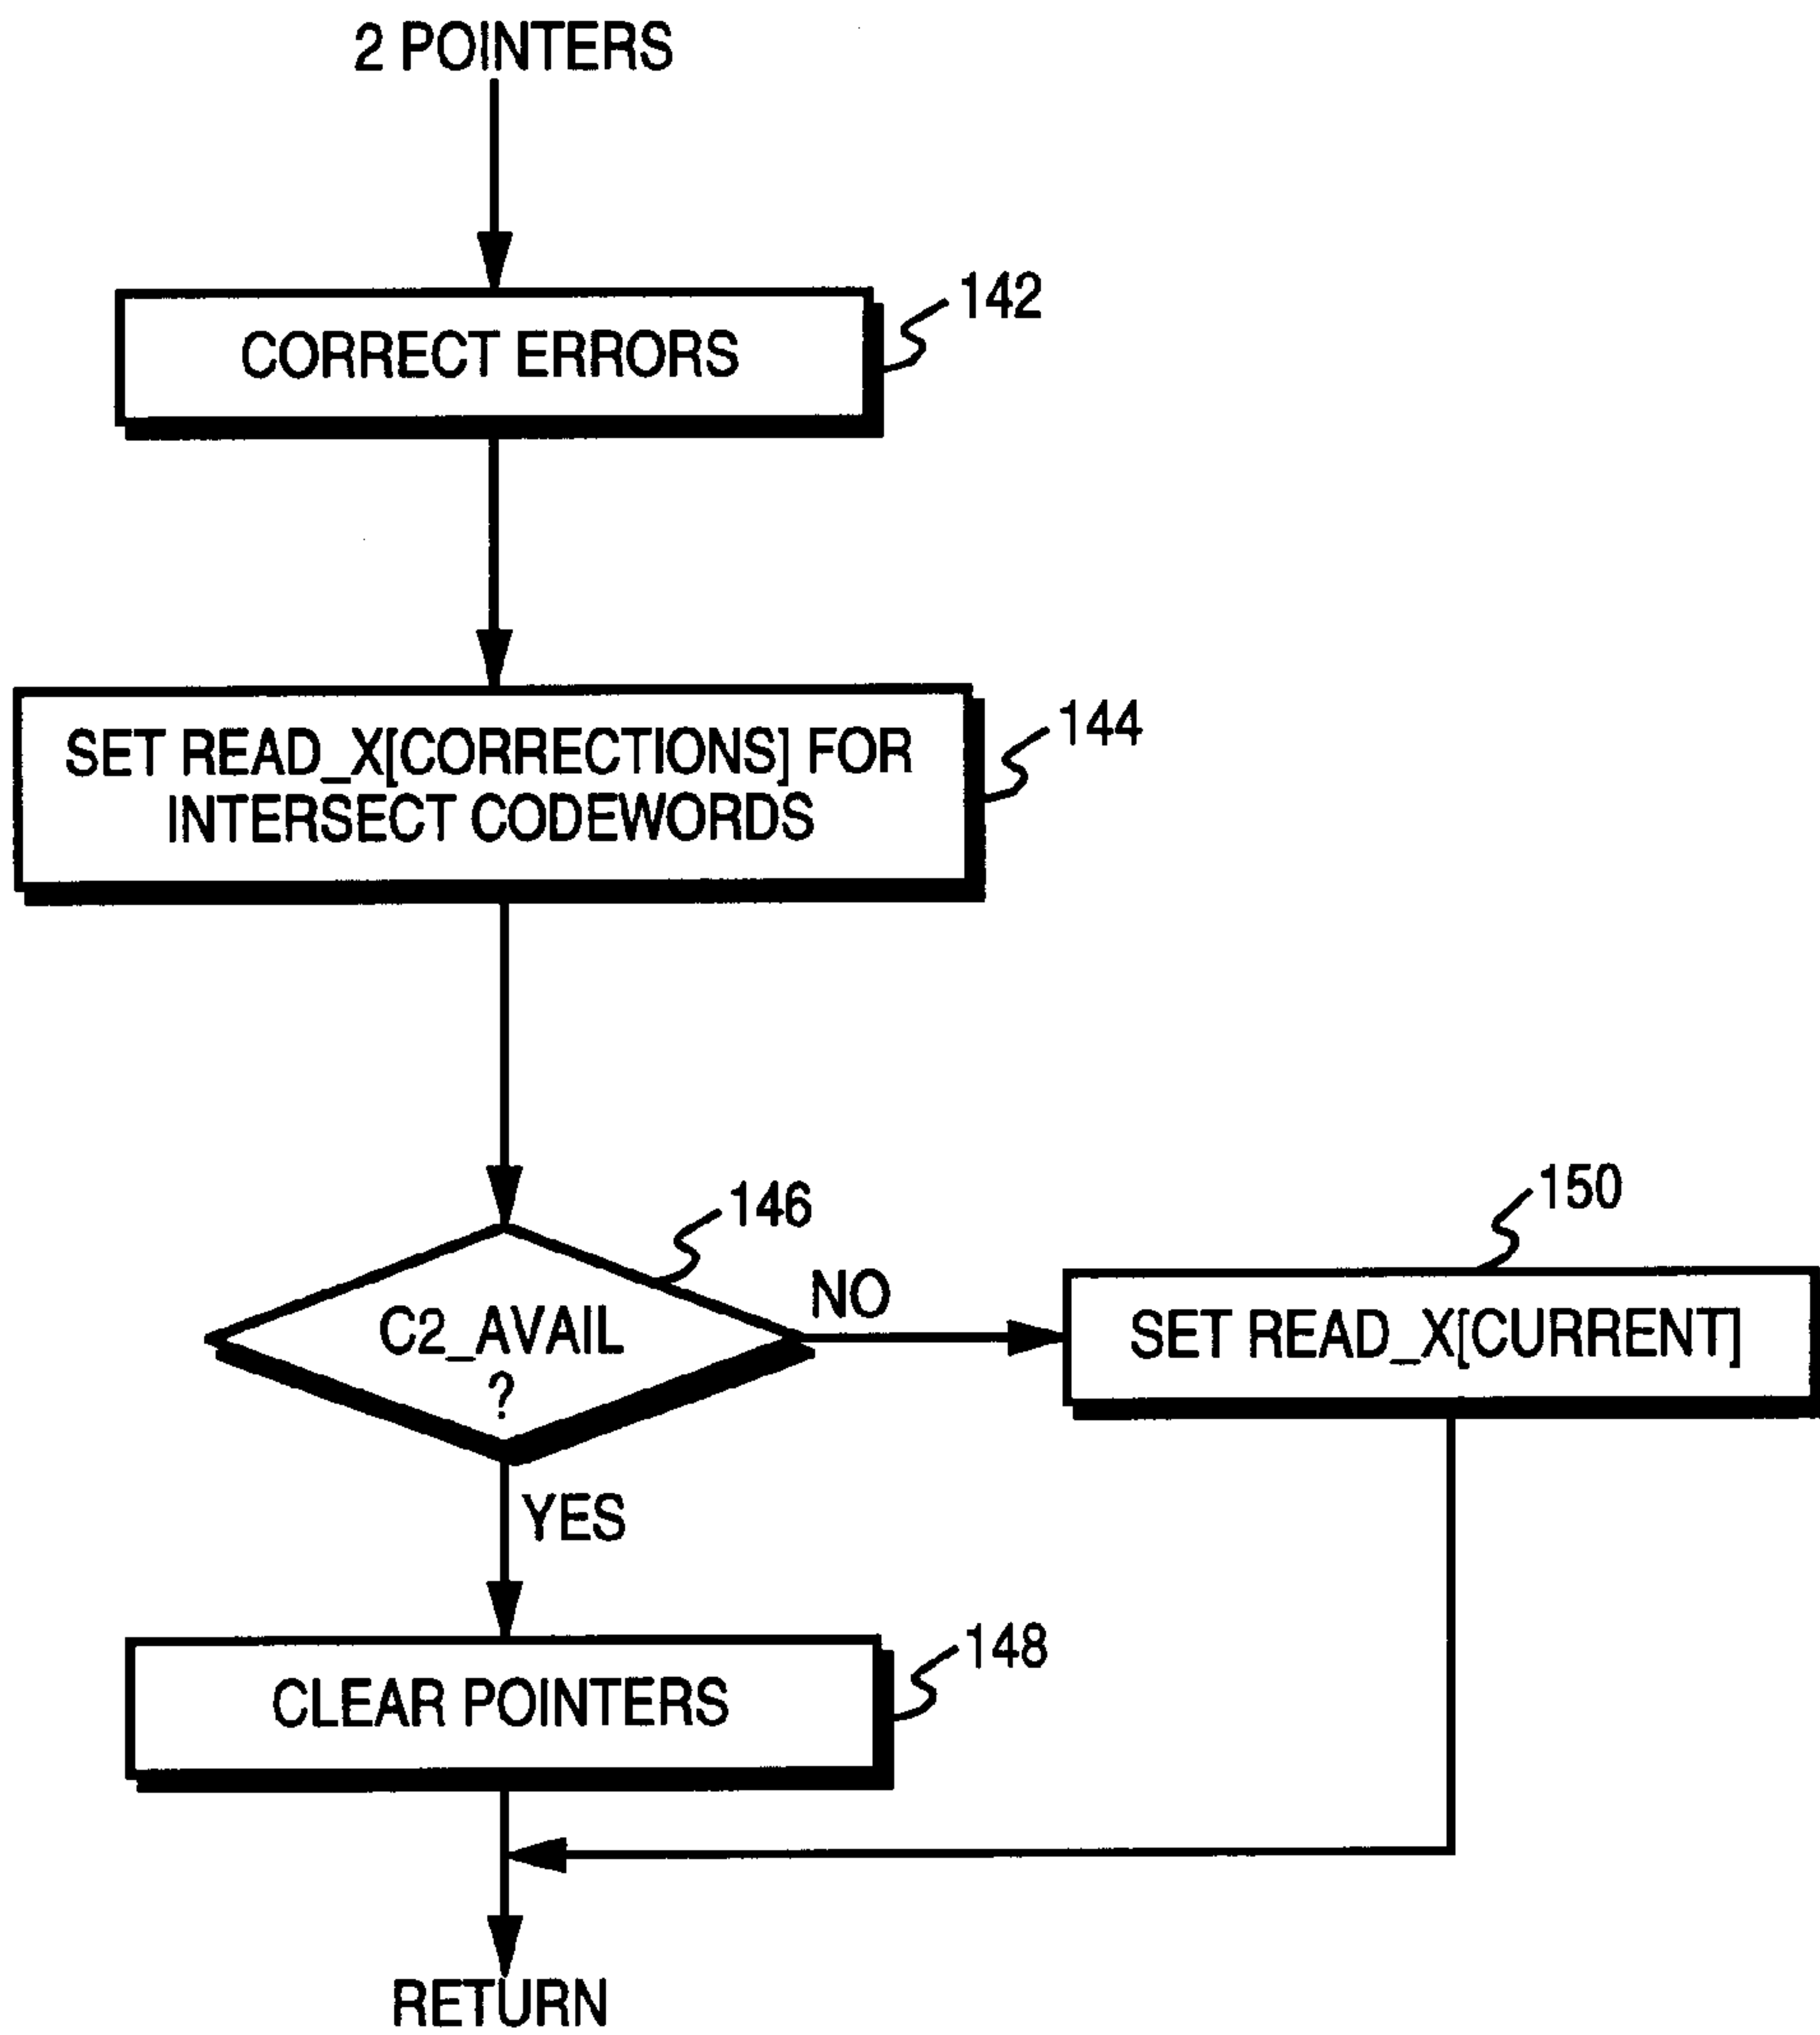 2 POINTERS
CORRECT ERRORS
142
SET READ_X[CORRECTIONS] FOR
INTERSECT CODEWORDS
144
146
C2_AVAIL
?
NO
150
SET READ_X[CURRENT]
YES
CLEAR POINTERS
148
RETURN